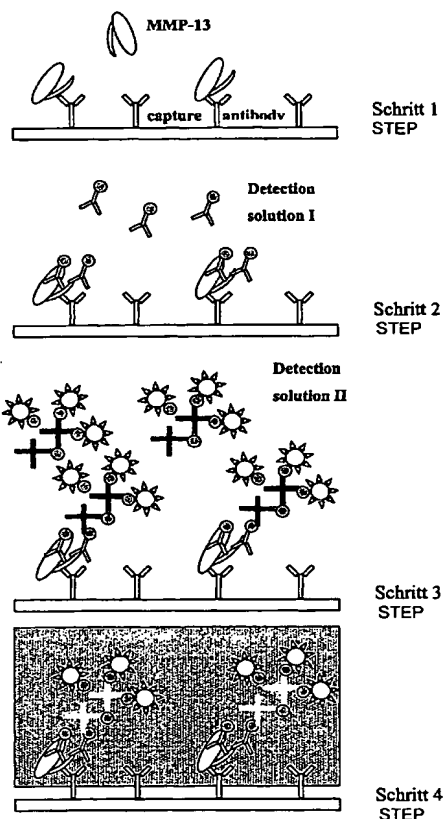 MMP-13
capture antibody
Schritt 1
STEP
Detection
solution I
Schritt 2
STEP
Detection
solution II
Schritt 3
STEP
Schritt 4
STEP